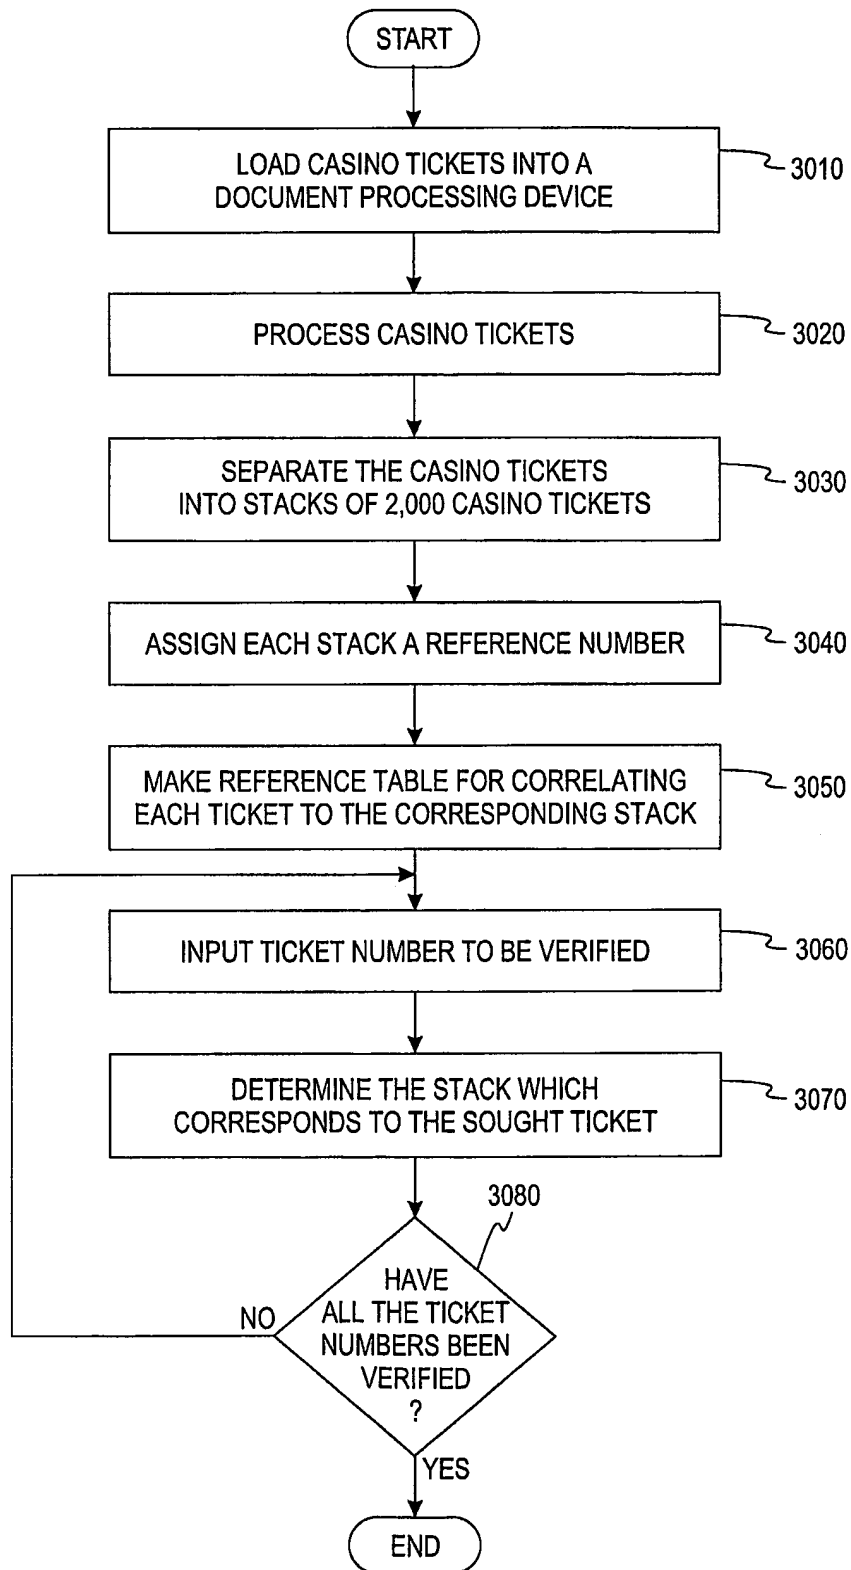 START
LOAD CASINO TICKETS INTO A
DOCUMENT PROCESSING DEVICE
3010
PROCESS CASINO TICKETS
3020
SEPARATE THE CASINO TICKETS
INTO STACKS OF 2,000 CASINO TICKETS
3030
ASSIGN EACH STACK A REFERENCE NUMBER
3040
MAKE REFERENCE TABLE FOR CORRELATING
EACH TICKET TO THE CORRESPONDING STACK
3050
INPUT TICKET NUMBER TO BE VERIFIED
3060
DETERMINE THE STACK WHICH
CORRESPONDS TO THE SOUGHT TICKET
3070
3080
HAVE
ALL THE TICKET
NUMBERS BEEN
VERIFIED
?
NO
YES
END